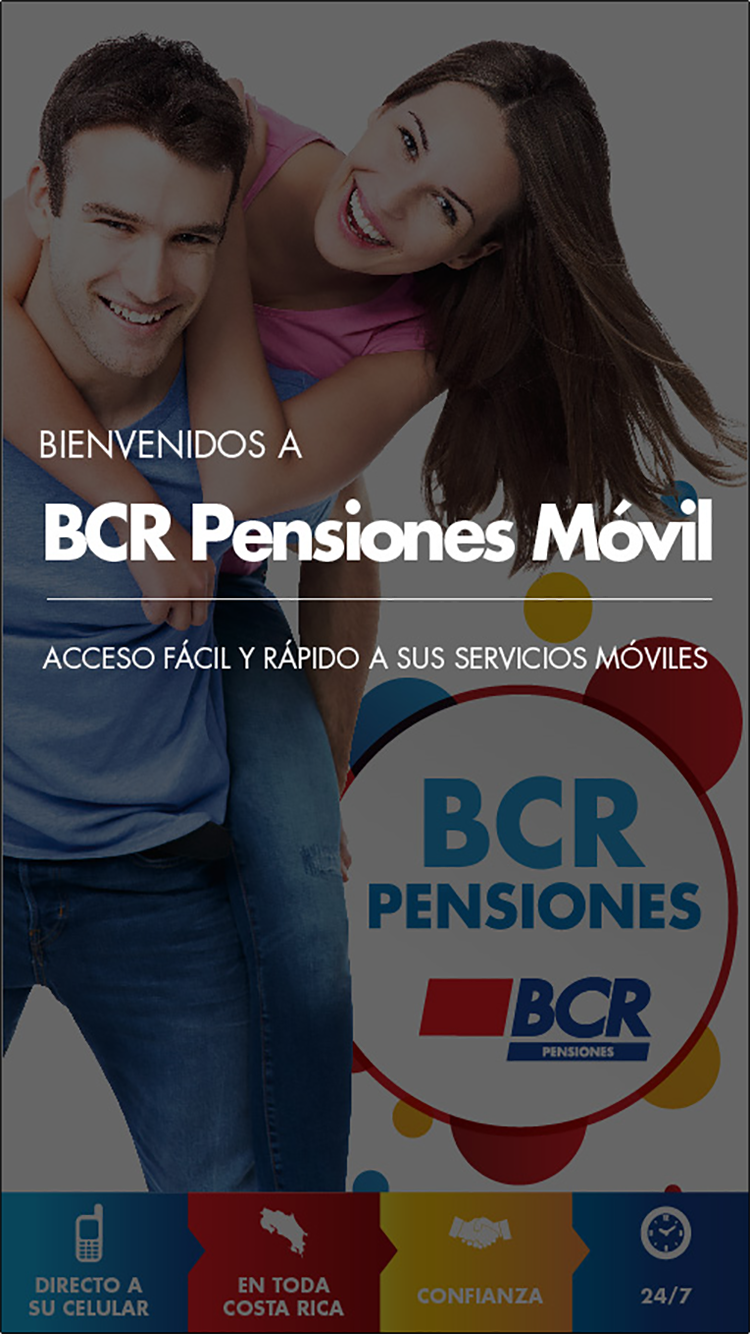 BIENVENIDOS A
BCR Pensiones Móvil
ACCESO FÁCIL Y RÁPIDO A SUS SERVICIOS MÓVILES
BCR
PENSIONES
BCR
PENSIONES
DIRECTO A
SU CELULAR
EN TODA
COSTA RICA
CONFIANZA
24/7